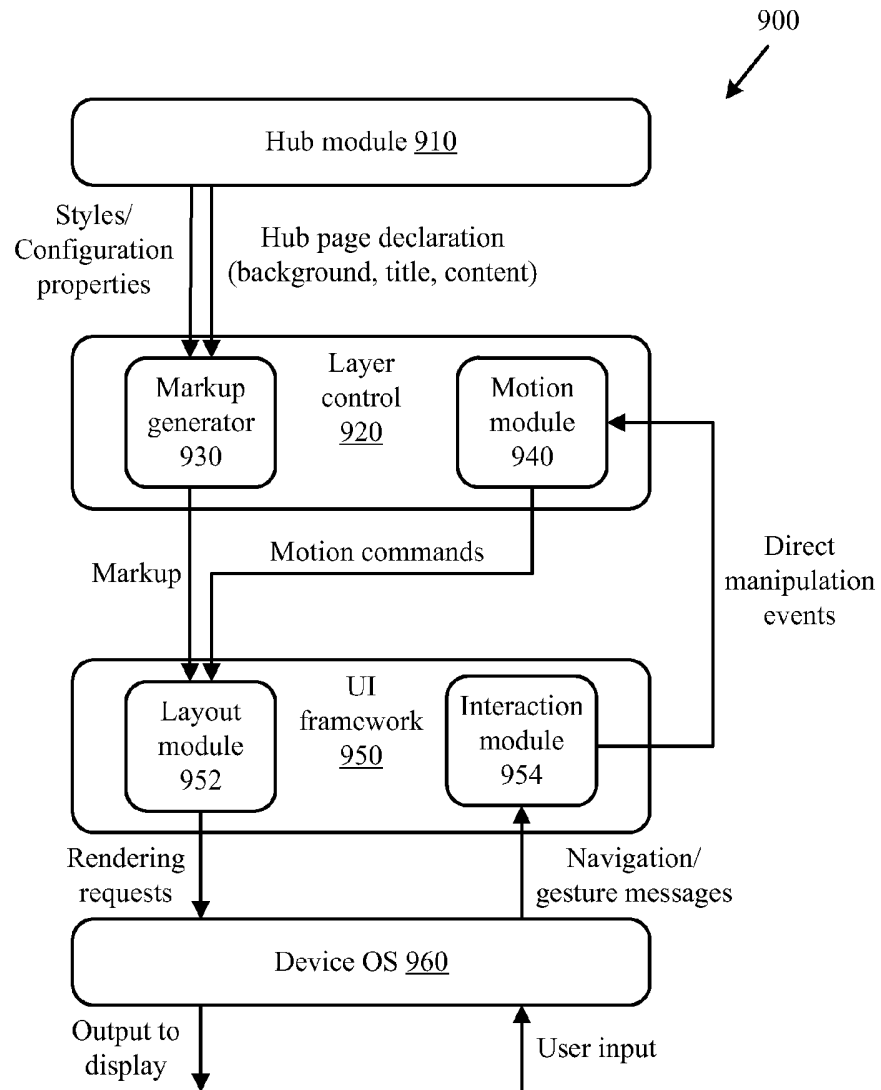 900
Hub module 910
Styles/
Configuration
properties
Hub page declaration
(background, title, content)
Markup
generator
930
Layer
control
920
Motion
module
940
Markup
Motion commands
Direct
manipulation
events
Layout
module
952
UI
framework
950
Interaction
module
954
Rendering
requests
Navigation/
gesture messages
Device OS 960
Output to
display
User input